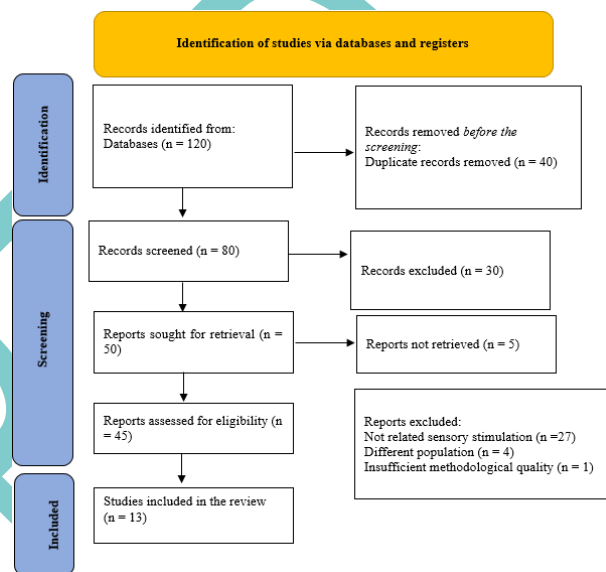 Identification of studies via databases and registers
Identification
Records identified from:
Databases (n = 120)
Records removed before the
screening:
Duplicate records removed (n = 40)
Screening
Records screened (n = 80)
Records excluded (n = 30)
Reports sought for retrieval (n =
50)
Reports not retrieved (n = 5)
Reports assessed for eligibility (n
= 45)
Reports excluded:
Not related sensory stimulation (n =27)
Different population (n = 4)
Insufficient methodological quality (n = 1)
Included
Studies included in the review
(n = 13)